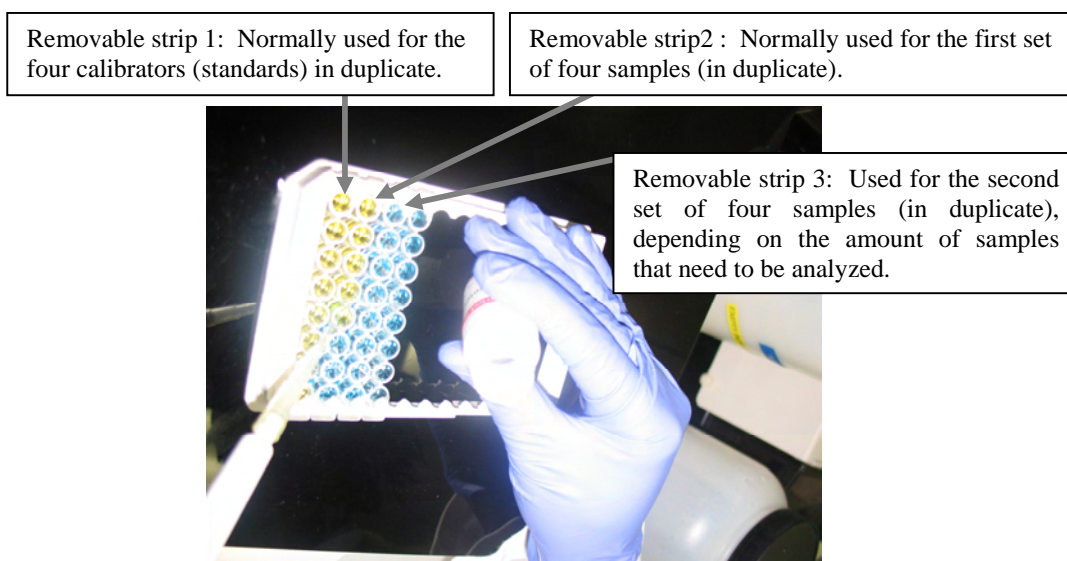 Removable strip 1: Normally used for the
four calibrators (standards) in duplicate.
Removable strip2 : Normally used for the first set
of four samples (in duplicate).
Removable strip 3: Used for the second
set of four samples (in duplicate),
depending on the amount of samples
that need to be analyzed.